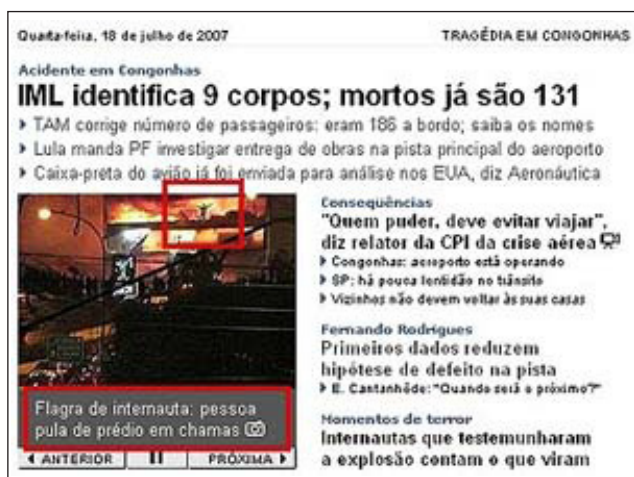 Quarta-feira, 18 de julho de 2007
TRAGÉDIA EM CONGONHAS
Acidente em Congonhas
IML identifica 9 corpos; mortos já são 131
TAM corrige número de passageiros: eram 186 a bordo; saiba os nomes
Lula manda PF investigar entrega de obras na pista principal do aeroporto
Caixa-preta do avião já foi enviada para análise nos EUA, diz Aeronáutica
Flagra de internauta: pessoa
pula de prédio em chamas
ANTERIOR
PRÓXIMA
Consequências
"Quem puder, deve evitar viajar",
diz relator da CPI da crise aérea
Congonhas: aeroporto está operando
SP: há pouca lentidão no trânsito
Vizinhos não devem voltar às suas casas
Fernando Rodrigues
Primeiros dados reduzem
hipótese de defeito na pista
E. Cantanhêde: "Quando será o próximo?"
Momentos de terror
Internautas que testemunharam
a explosão contam o que viram